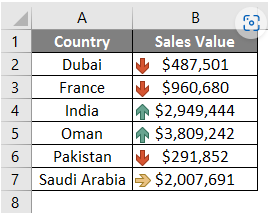 A B
1 Country Sales Value
2 Dubai $487,501
3 France $960,680
4 India $2,949,444
5 Oman $3,809,242
6 Pakistan $291,852
7 Saudi Arabia $2,007,691
8